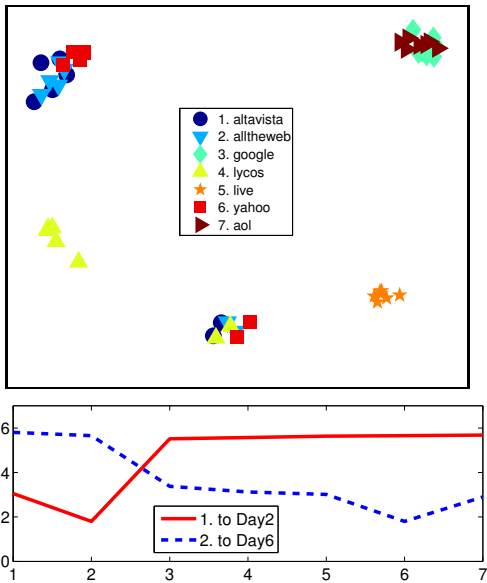 1. altavista
2. alltheweb
3. google
4. lycos
5. live
6. yahoo
7. aol
6
4
2
0
1. to Day2
2. to Day6
1 2 3 4 5 6 7